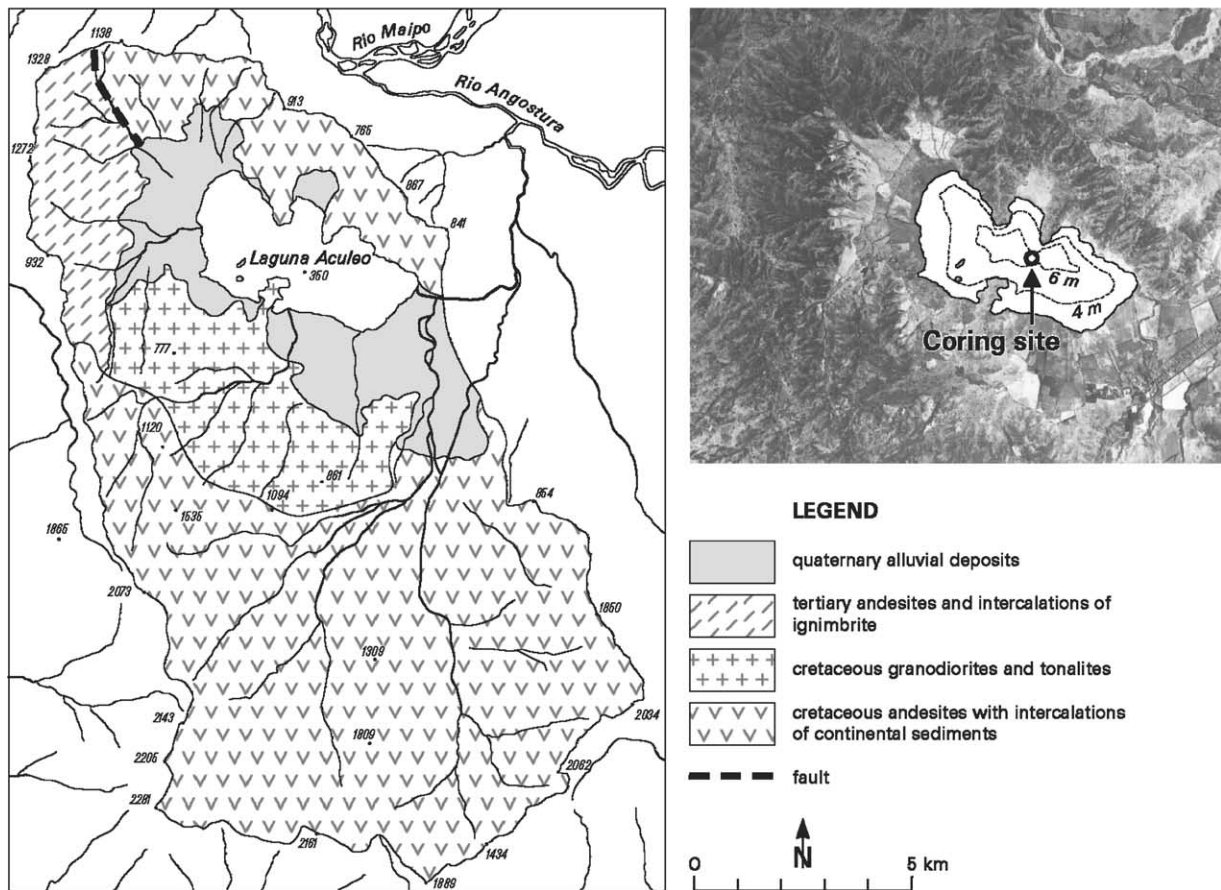 1138
1328
Rio Maipo
913
Rio Angostura
765
1272
867
841
Laguna Aculeo
350
932
777
1120
861
1094
854
1535
1865
2073
1850
1309
2143
2034
1809
2205
2062
2281
2161
1434
1889
6 m
4 m
Coring site
LEGEND
quaternary alluvial deposits
tertiary andesites and intercalations of
ignimbrite
cretaceous granodiorites and tonalites
cretaceous andesites with intercalations
of continental sediments
fault
N
0 5 km